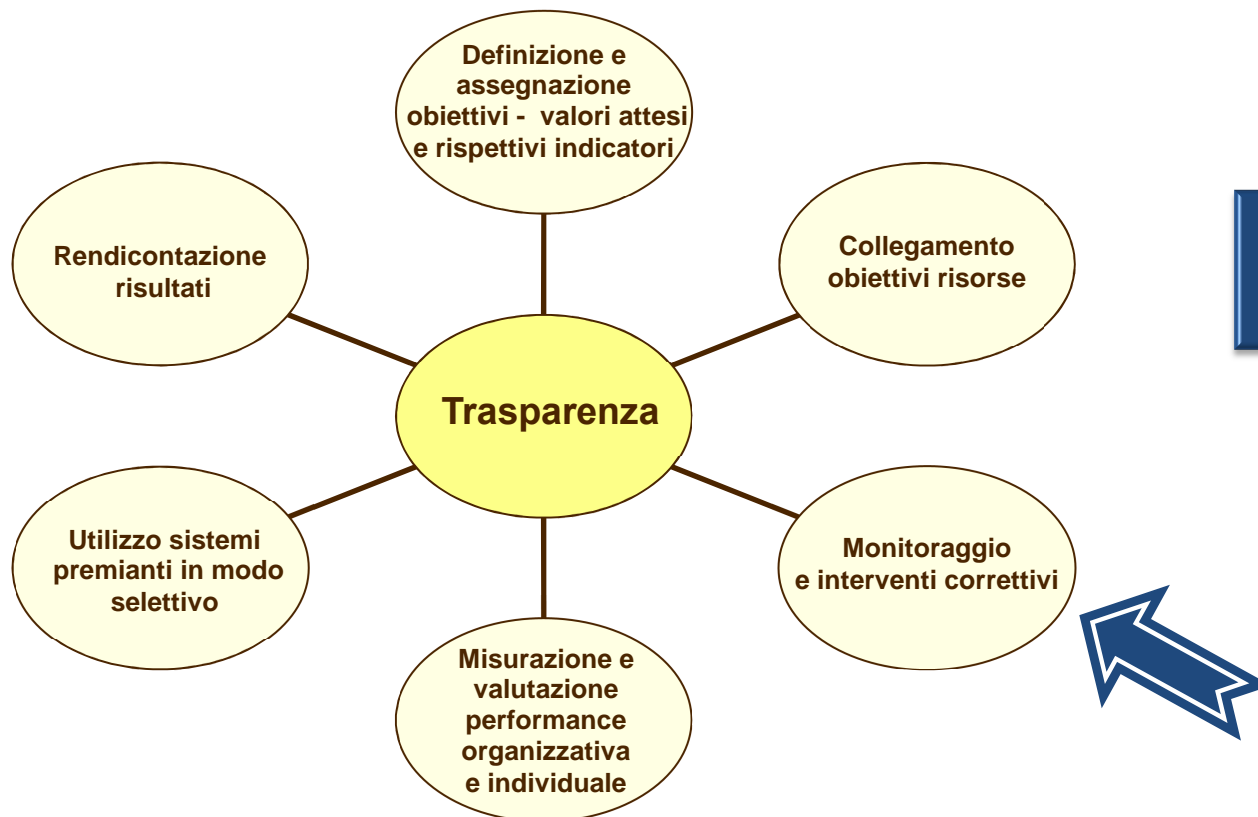 Definizione e
assegnazione
obiettivi - valori attesi
e rispettivi indicatori
Rendicontazione
risultati
Collegamento
obiettivi risorse
Trasparenza
Utilizzo sistemi
premianti in modo
selettivo
Monitoraggio
e interventi correttivi
Misurazione e
valutazione
performance
organizzativa
e individuale